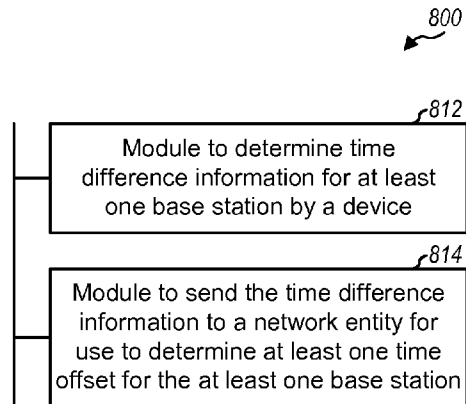 800
812
Module to determine time
difference information for at least
one base station by a device
814
Module to send the time difference
information to a network entity for
use to determine at least one time
offset for the at least one base station